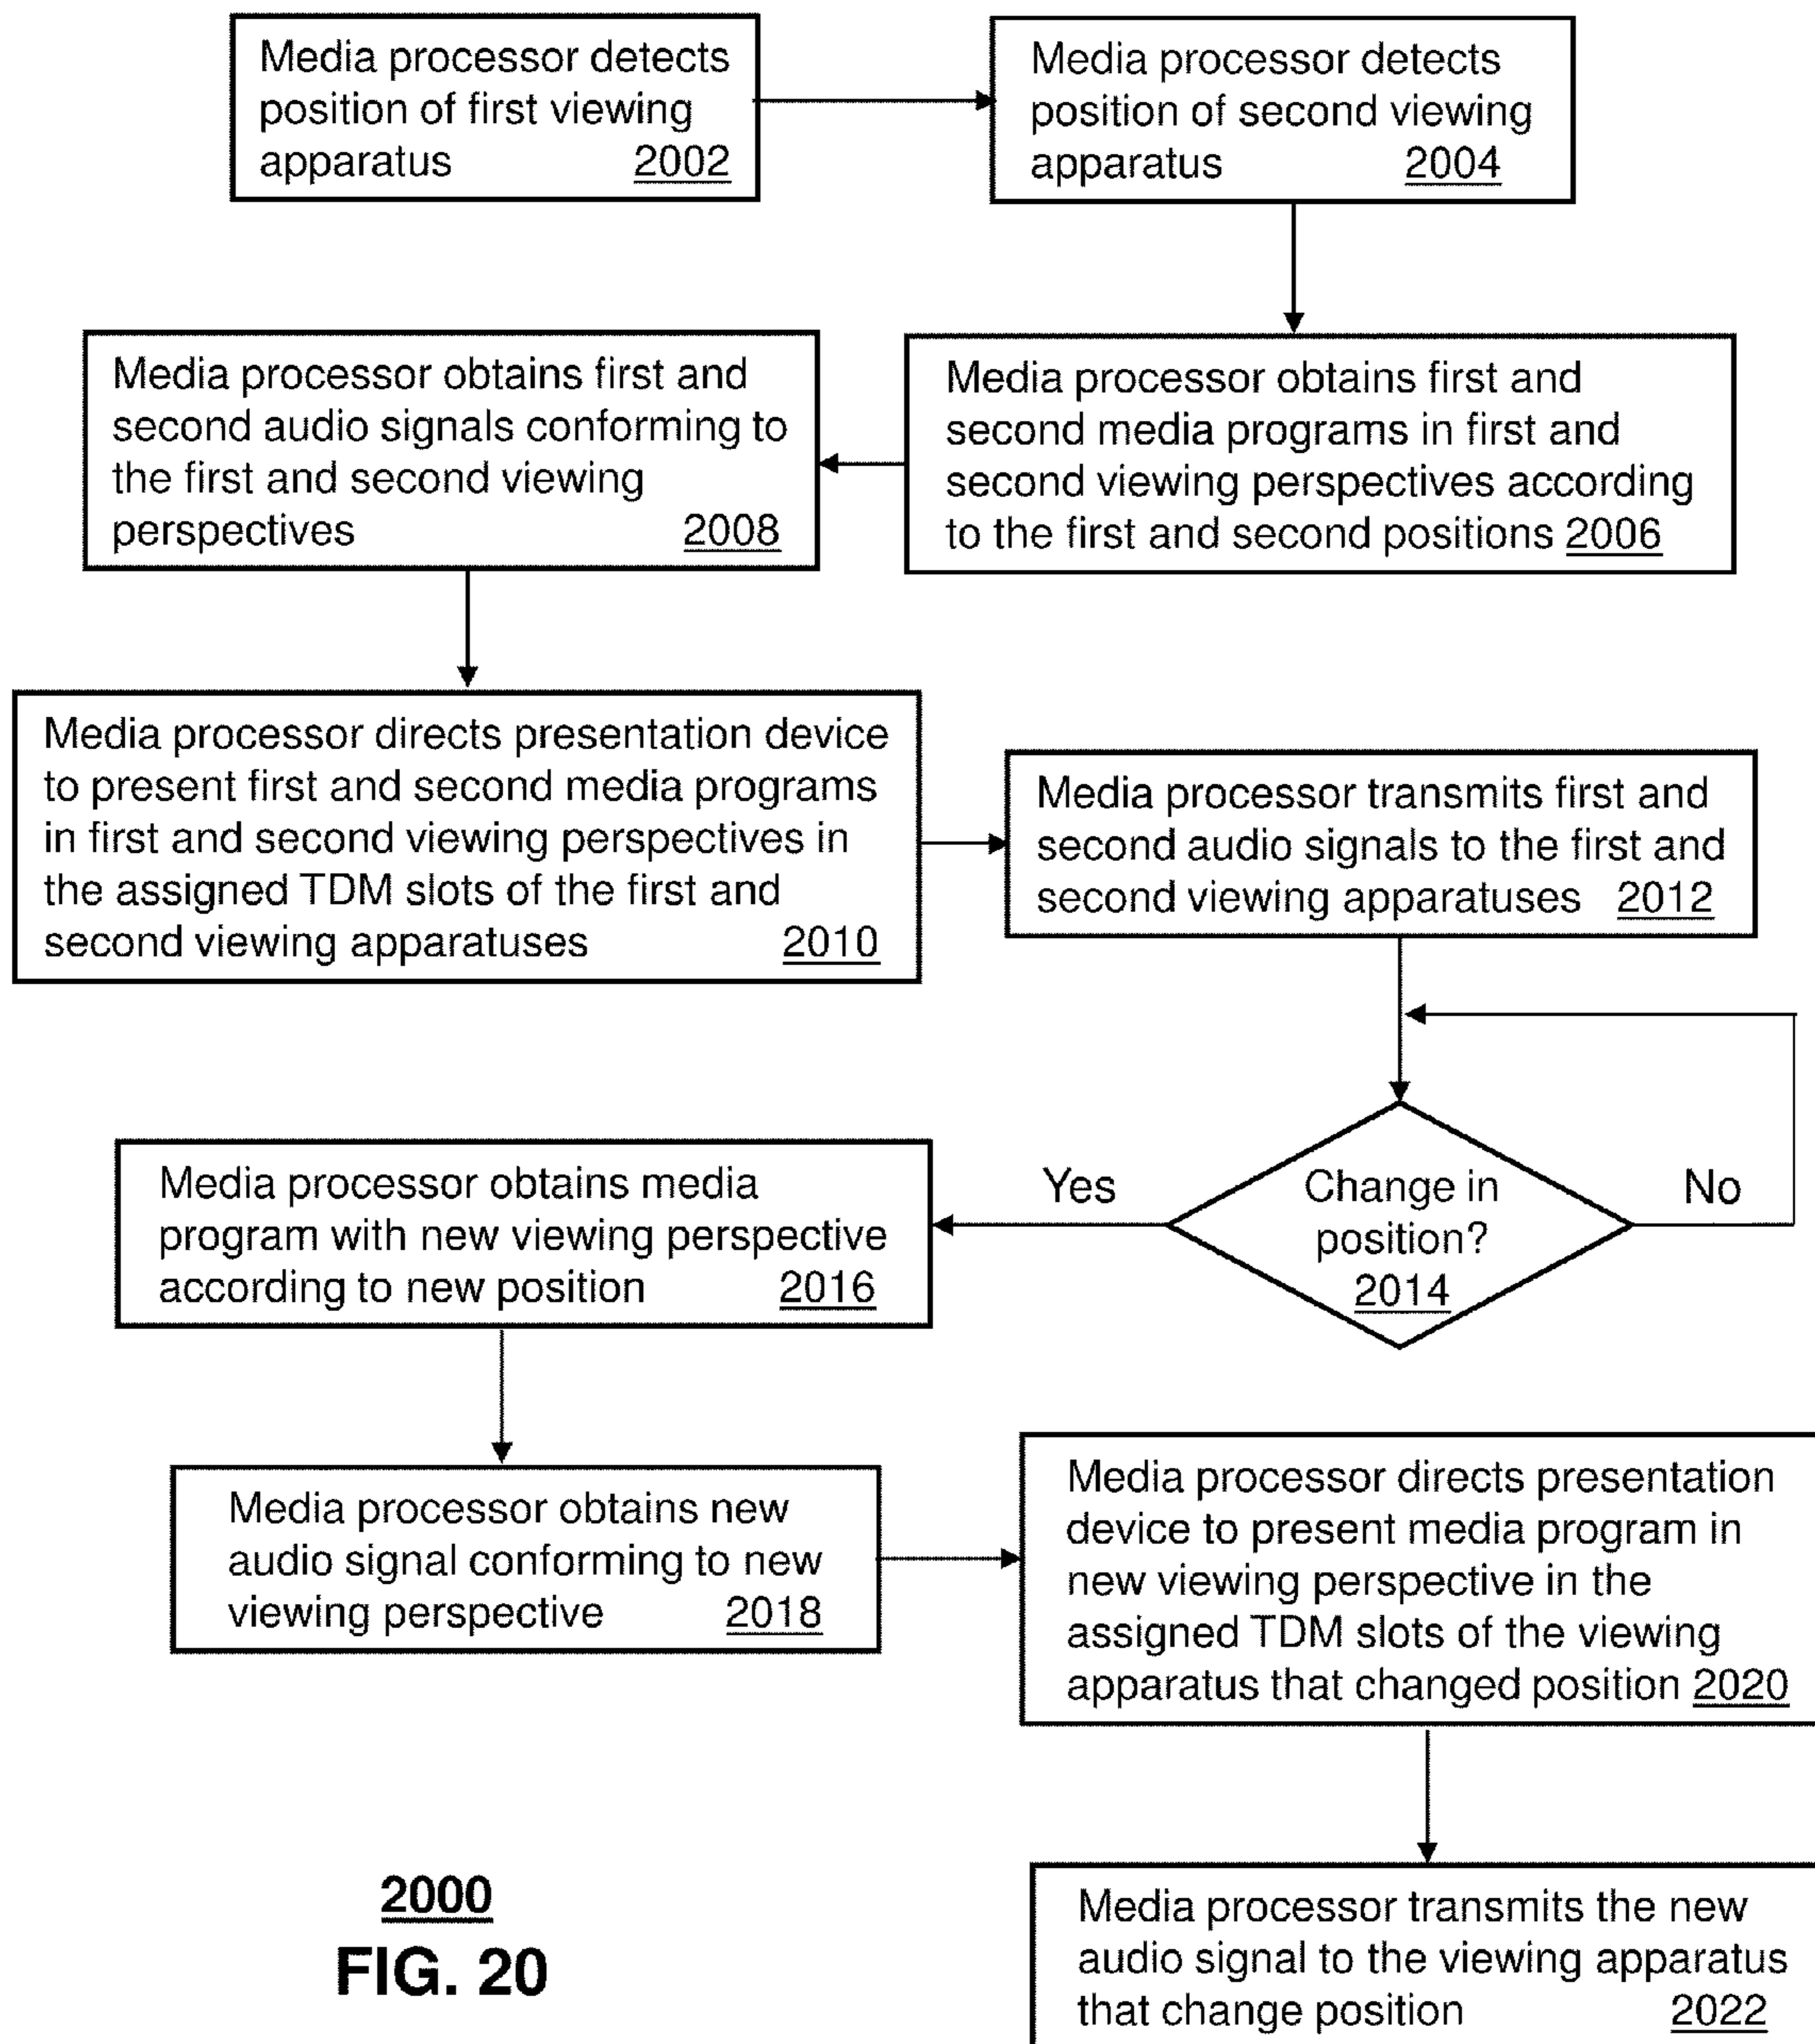 Media processor detects
position of first viewing
apparatus 2002
Media processor detects
position of second viewing
apparatus 2004
Media processor obtains first and
second media programs in first and
second viewing perspectives according
to the first and second positions 2006
Media processor obtains first and
second audio signals conforming to
the first and second viewing
perspectives 2008
Media processor directs presentation device
to present first and second media programs
in first and second viewing perspectives in
the assigned TDM slots of the first and
second viewing apparatuses 2010
Media processor transmits first and
second audio signals to the first and
second viewing apparatuses 2012
Change in
position?
2014
No
Yes
Media processor obtains media
program with new viewing perspective
according to new position 2016
Media processor obtains new
audio signal conforming to new
viewing perspective 2018
Media processor directs presentation
device to present media program in
new viewing perspective in the
assigned TDM slots of the viewing
apparatus that changed position 2020
Media processor transmits the new
audio signal to the viewing apparatus
that change position 2022
2000
FIG. 20